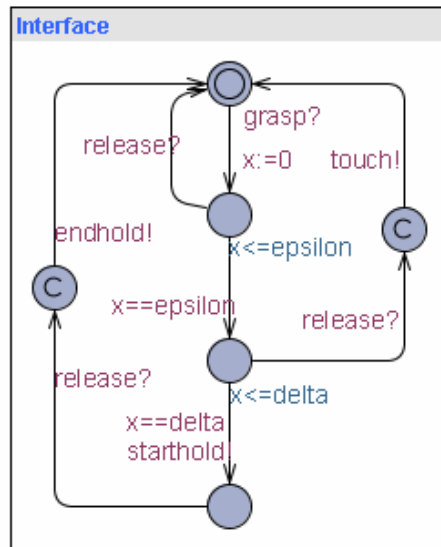 Interface
grasp?
release?
x:=0
touch!
endhold!
x<=epsilon
C
C
x==epsilon
release?
release?
x<=delta
x==delta
starthold!